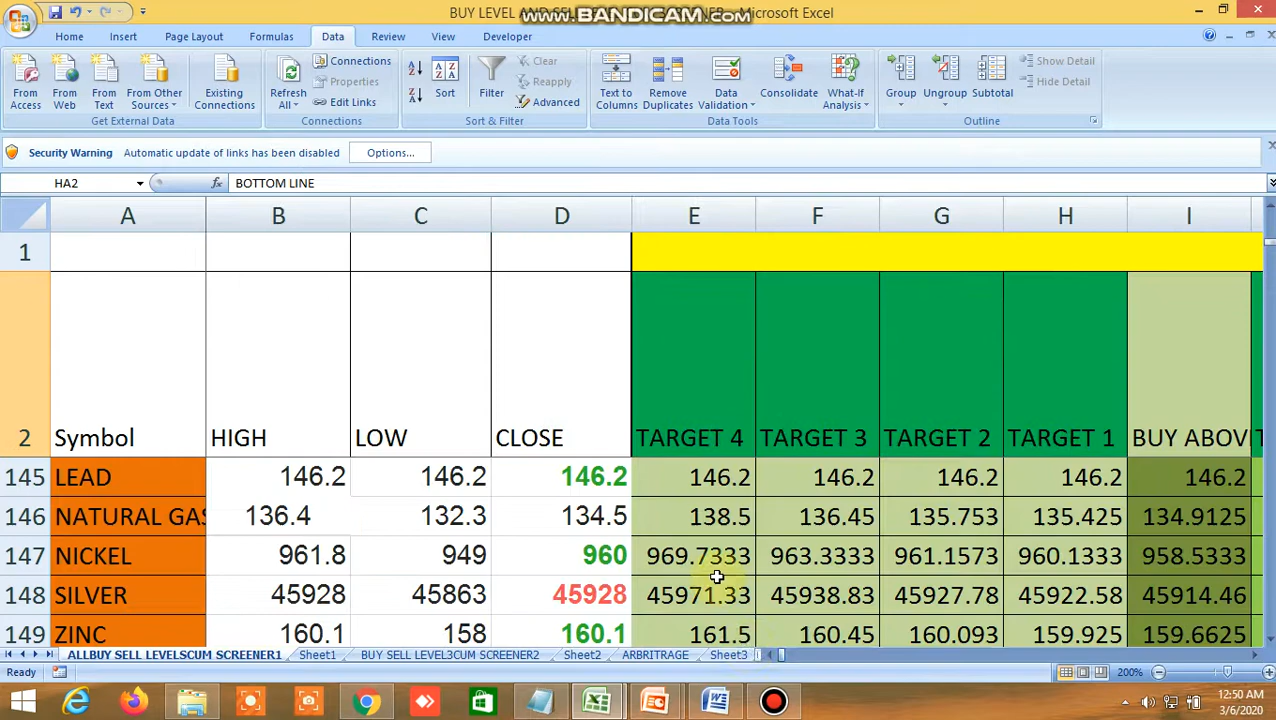 BUY LEVEL AND SEL
www.BANDICAM.com
- Microsoft Excel
Home Insert Page Layout Formulas Data Review View Developer
From Access
From Web
From Text
From Other Sources
Existing Connections
Get External Data
Refresh All
Connections
Properties
Edit Links
Connections
Sort
Filter
Clear
Reapply
Advanced
Sort & Filter
Text to Columns
Remove Duplicates
Data Validation
Consolidate
What-If Analysis
Data Tools
Group
Ungroup
Subtotal
Show Detail
Hide Detail
Outline
Security Warning Automatic update of links has been disabled Options...
HA2 fx BOTTOM LINE
A B C D E F G H I
1
2 Symbol HIGH LOW CLOSE TARGET 4 TARGET 3 TARGET 2 TARGET 1 BUY ABOV
145 LEAD 146.2 146.2 146.2 146.2 146.2 146.2 146.2 146.2
146 NATURAL GAS 136.4 132.3 134.5 138.5 136.45 135.753 135.425 134.9125
147 NICKEL 961.8 949 960 969.7333 963.3333 961.1573 960.1333 958.5333
148 SILVER 45928 45863 45928 45971.33 45938.83 45927.78 45922.58 45914.46
149 ZINC 160.1 158 160.1 161.5 160.45 160.093 159.925 159.6625
ALLBUY SELL LEVELSCUM SCREENER1 Sheet1 BUY SELL LEVEL3CUM SCREENER2 Sheet2 ARBRITRAGE Sheet3
Ready 200%
12:50 AM
3/6/2020